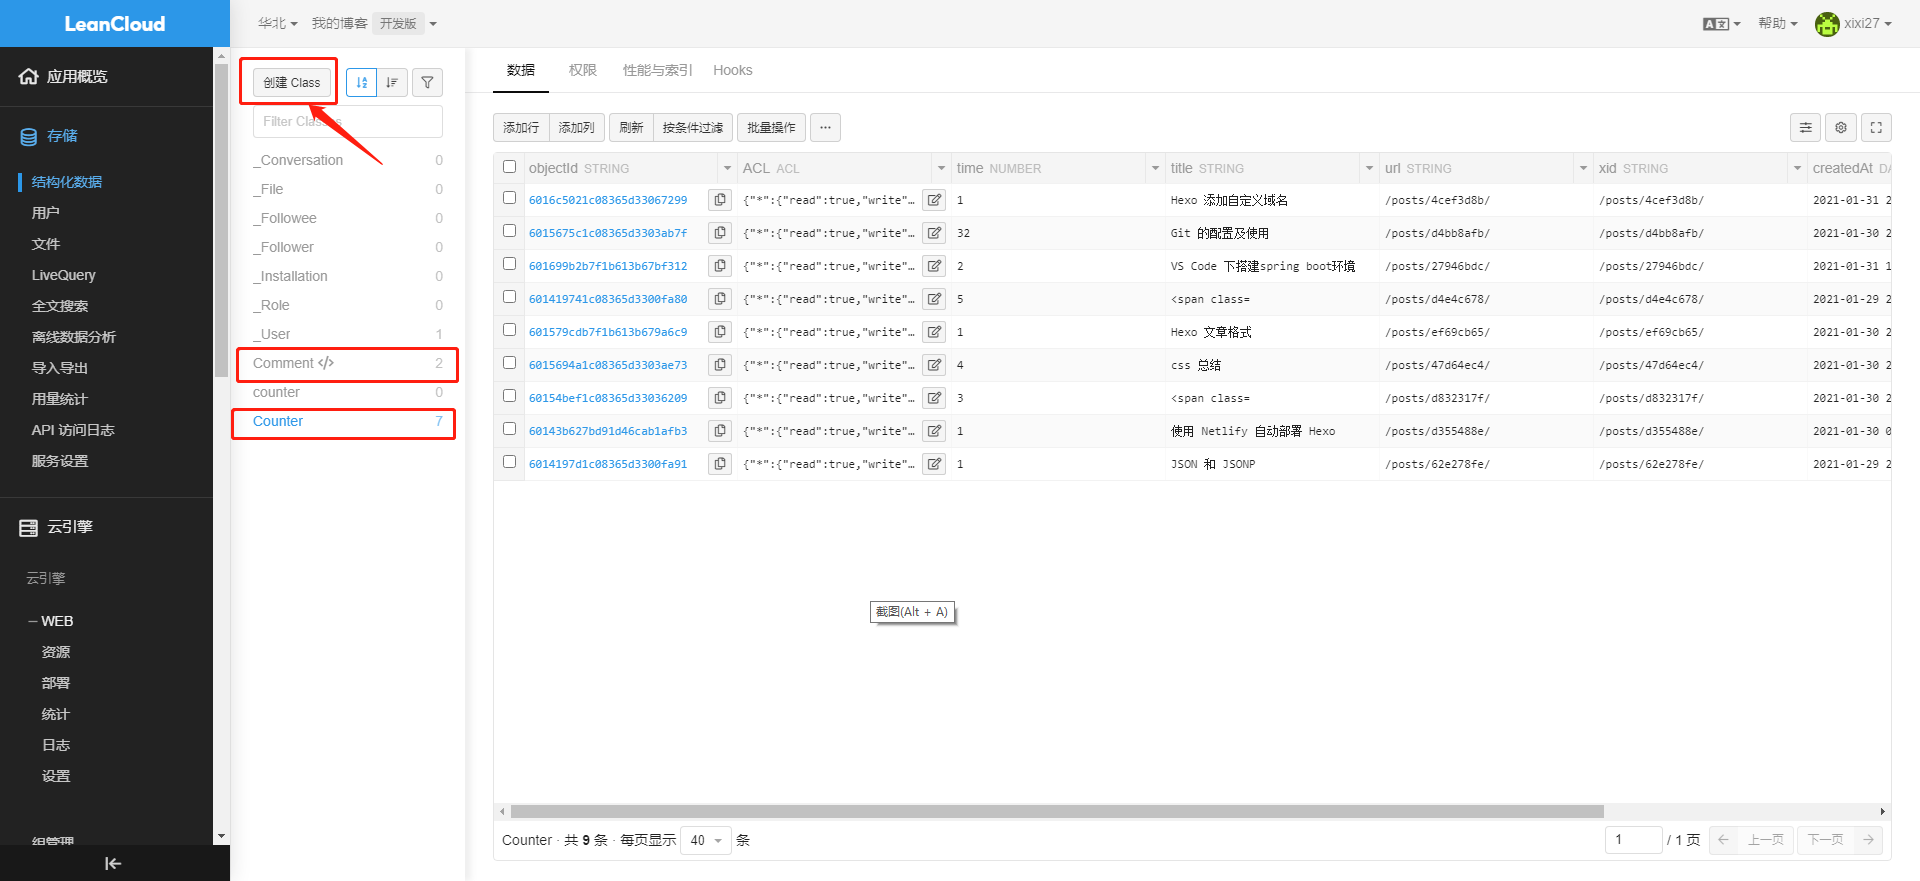 LeanCloud
华北
我的博客
开发版
帮助
xixi27
应用概览
存储
结构化数据
用户
文件
LiveQuery
全文搜索
离线数据分析
导入导出
用量统计
API 访问日志
服务设置
云引擎
云引擎
WEB
资源
部署
统计
日志
设置
组管理
创建 Class
Filter Classes
_Conversation 0
_File 0
_Followee 0
_Follower 0
_Installation 0
_Role 0
_User 1
Comment </> 2
counter 0
Counter 7
数据 权限 性能与索引 Hooks
添加行 添加列 刷新 按条件过滤 批量操作 ...
objectId STRING ACL ACL time NUMBER title STRING url STRING xid STRING createdAt DA
6016c5021c08365d33067299 {"*":{"read":true,"write"… 1 Hexo 添加自定义域名 /posts/4cef3d8b/ /posts/4cef3d8b/ 2021-01-31 2
6015675c1c08365d3303ab7f {"*":{"read":true,"write"… 32 Git 的配置及使用 /posts/d4bb8afb/ /posts/d4bb8afb/ 2021-01-30 2
601699b2b7f1b613b67bf312 {"*":{"read":true,"write"… 2 VS Code 下搭建spring boot环境 /posts/27946bdc/ /posts/27946bdc/ 2021-01-31 1
601419741c08365d3300fa80 {"*":{"read":true,"write"… 5 <span class= /posts/d4e4c678/ /posts/d4e4c678/ 2021-01-29 2
601579cdb7f1b613b679a6c9 {"*":{"read":true,"write"… 1 Hexo 文章格式 /posts/ef69cb65/ /posts/ef69cb65/ 2021-01-30 2
6015694a1c08365d3303ae73 {"*":{"read":true,"write"… 4 css 总结 /posts/47d64ec4/ /posts/47d64ec4/ 2021-01-30 2
60154bef1c08365d33036209 {"*":{"read":true,"write"… 3 <span class= /posts/d832317f/ /posts/d832317f/ 2021-01-30 2
60143b627bd91d46cab1afb3 {"*":{"read":true,"write"… 1 使用 Netlify 自动部署 Hexo /posts/d355488e/ /posts/d355488e/ 2021-01-30 0
6014197d1c08365d3300fa91 {"*":{"read":true,"write"… 1 JSON 和 JSONP /posts/62e278fe/ /posts/62e278fe/ 2021-01-29 2
截图(Alt + A)
Counter · 共 9 条 · 每页显示 40 条
1 / 1 页 上一页 下一页